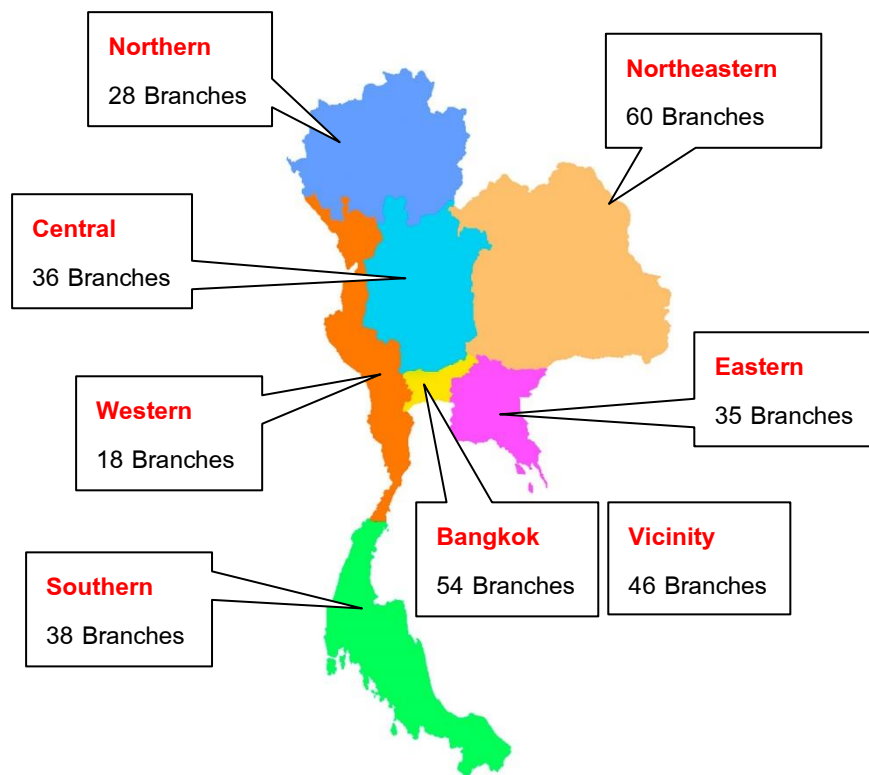 Northern
28 Branches
Northeastern
60 Branches
Central
36 Branches
Eastern
35 Branches
Western
18 Branches
Bangkok
54 Branches
Vicinity
46 Branches
Southern
38 Branches